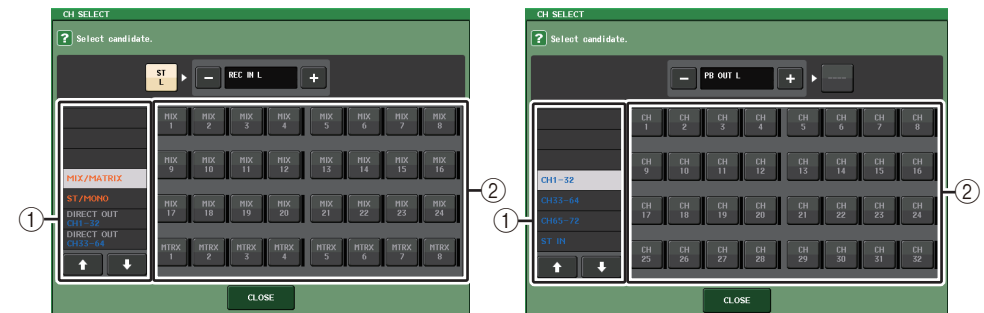 CH SELECT
? Select candidate.
ST L
− REC IN L +
MIX 1 MIX 2 MIX 3 MIX 4 MIX 5 MIX 6 MIX 7 MIX 8
MIX 9 MIX 10 MIX 11 MIX 12 MIX 13 MIX 14 MIX 15 MIX 16
MIX/MATRIX
ST/MONO
MIX 17 MIX 18 MIX 19 MIX 20 MIX 21 MIX 22 MIX 23 MIX 24
DIRECT OUT
CH1-32
DIRECT OUT
CH33-64
MTRX 1 MTRX 2 MTRX 3 MTRX 4 MTRX 5 MTRX 6 MTRX 7 MTRX 8
1
2
CLOSE
CH SELECT
? Select candidate.
− PB OUT L +
----
CH 1 CH 2 CH 3 CH 4 CH 5 CH 6 CH 7 CH 8
CH 9 CH 10 CH 11 CH 12 CH 13 CH 14 CH 15 CH 16
CH1-32
CH33-64
CH 17 CH 18 CH 19 CH 20 CH 21 CH 22 CH 23 CH 24
CH65-72
ST IN
CH 25 CH 26 CH 27 CH 28 CH 29 CH 30 CH 31 CH 32
1
2
CLOSE